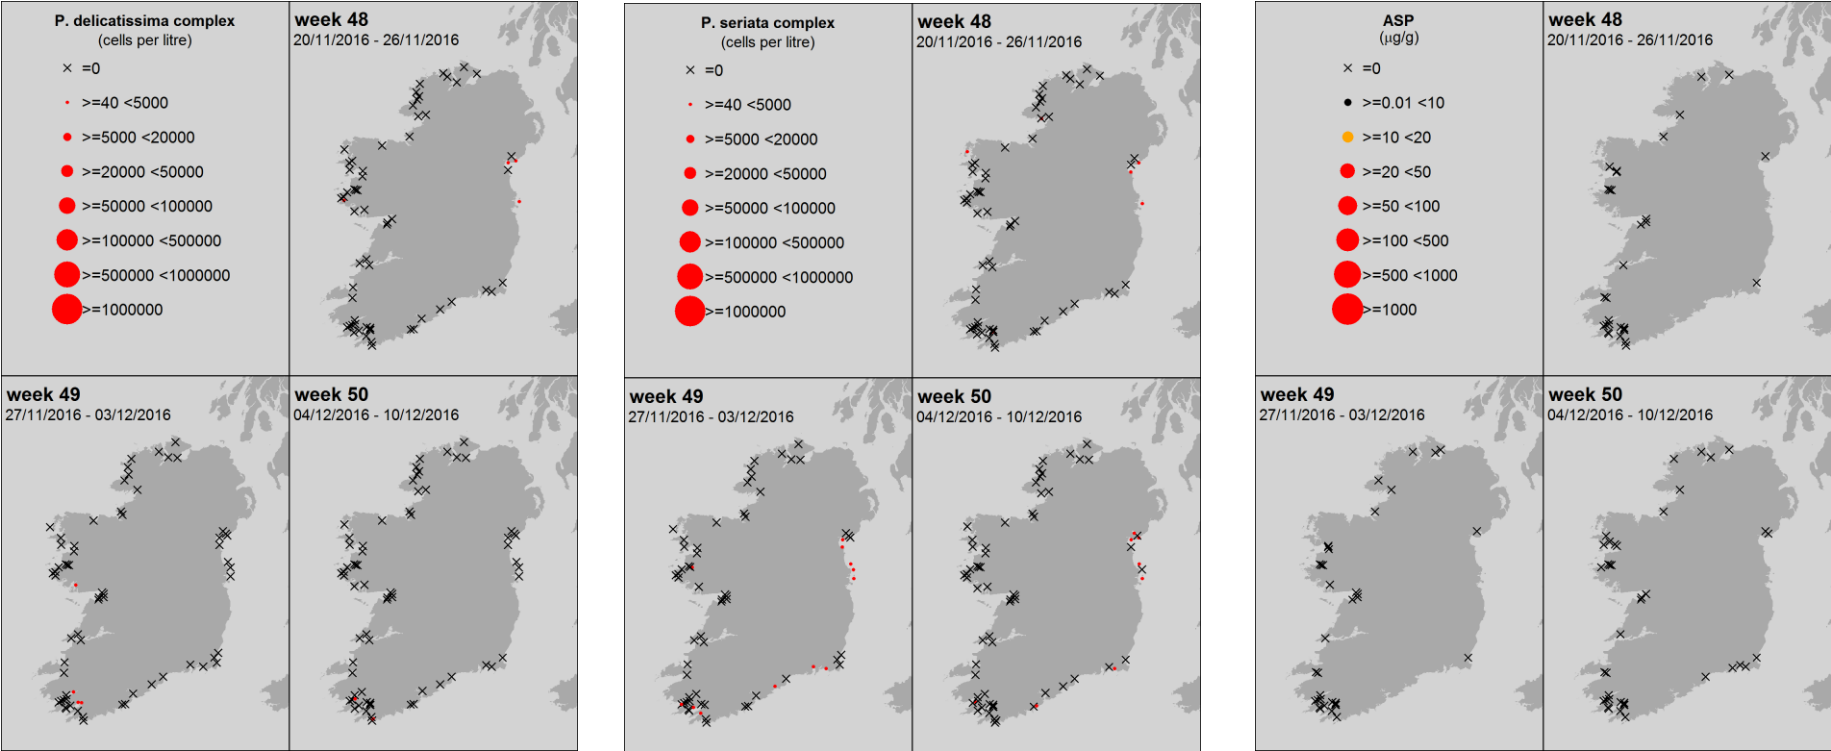 P. delicatissima complex
(cells per litre)
=0
>=40 <5000
>=5000 <20000
>=20000 <50000
>=50000 <100000
>=100000 <500000
>=500000 <1000000
>=1000000
week 48
20/11/2016 - 26/11/2016
week 49
27/11/2016 - 03/12/2016
week 50
04/12/2016 - 10/12/2016
P. seriata complex
(cells per litre)
=0
>=40 <5000
>=5000 <20000
>=20000 <50000
>=50000 <100000
>=100000 <500000
>=500000 <1000000
>=1000000
week 48
20/11/2016 - 26/11/2016
week 49
27/11/2016 - 03/12/2016
week 50
04/12/2016 - 10/12/2016
ASP
(µg/g)
=0
>=0.01 <10
>=10 <20
>=20 <50
>=50 <100
>=100 <500
>=500 <1000
>=1000
week 48
20/11/2016 - 26/11/2016
week 49
27/11/2016 - 03/12/2016
week 50
04/12/2016 - 10/12/2016